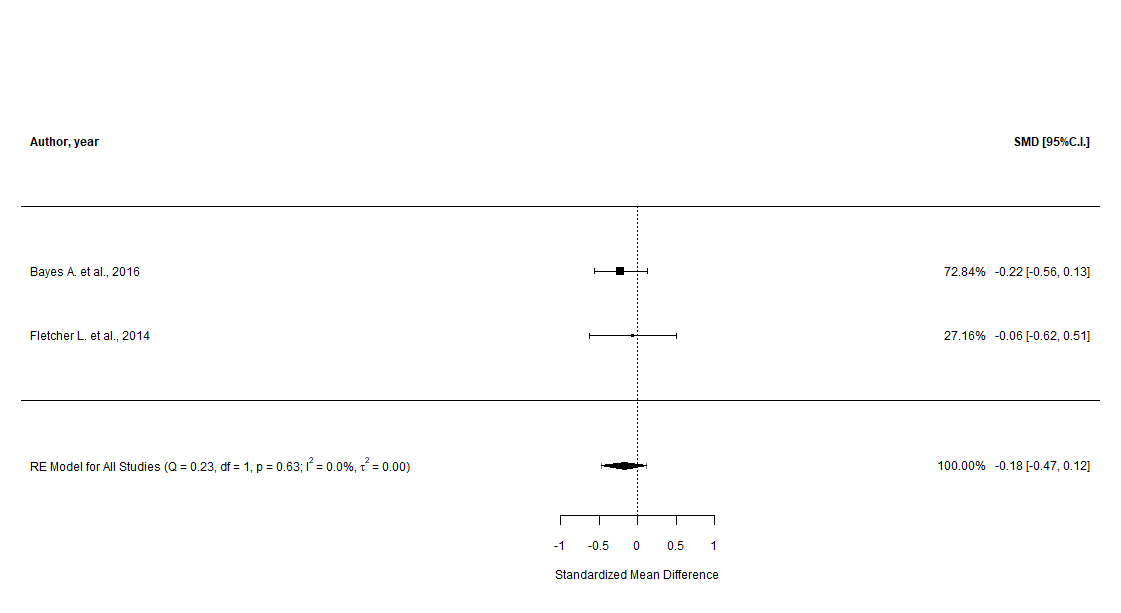 Author, year SMD [95%C.I.]
Bayes A. et al., 2016 72.84% -0.22 [-0.56, 0.13]
Fletcher L. et al., 2014 27.16% -0.06 [-0.62, 0.51]
RE Model for All Studies (Q = 0.23, df = 1, p = 0.63; I² = 0.0%, τ² = 0.00) 100.00% -0.18 [-0.47, 0.12]
-1 -0.5 0 0.5 1
Standardized Mean Difference